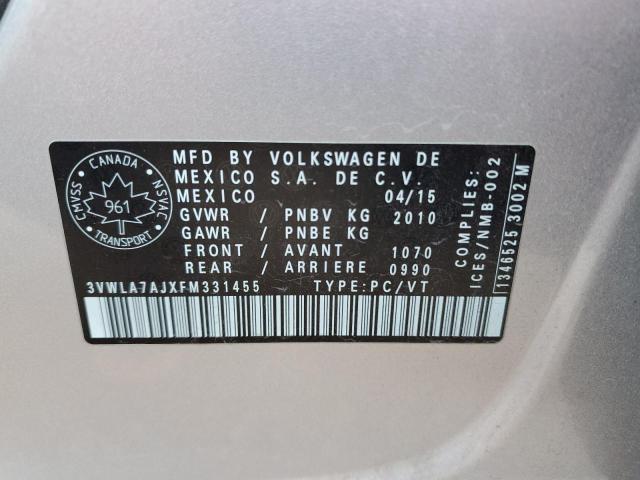 CANADA
CMVSS
NSVAC
961
TRANSPORT
MFD BY VOLKSWAGEN DE
MEXICO S.A. DE C.V.
MEXICO 04/15
GVWR / PNBV KG 2010
GAWR / PNBE KG
FRONT / AVANT 1070
REAR / ARRIERE 0990
3VWLA7AJXFM331455 TYPE:PC/VT
COMPLIES:
ICES/NMB-002
1346525 3002 M